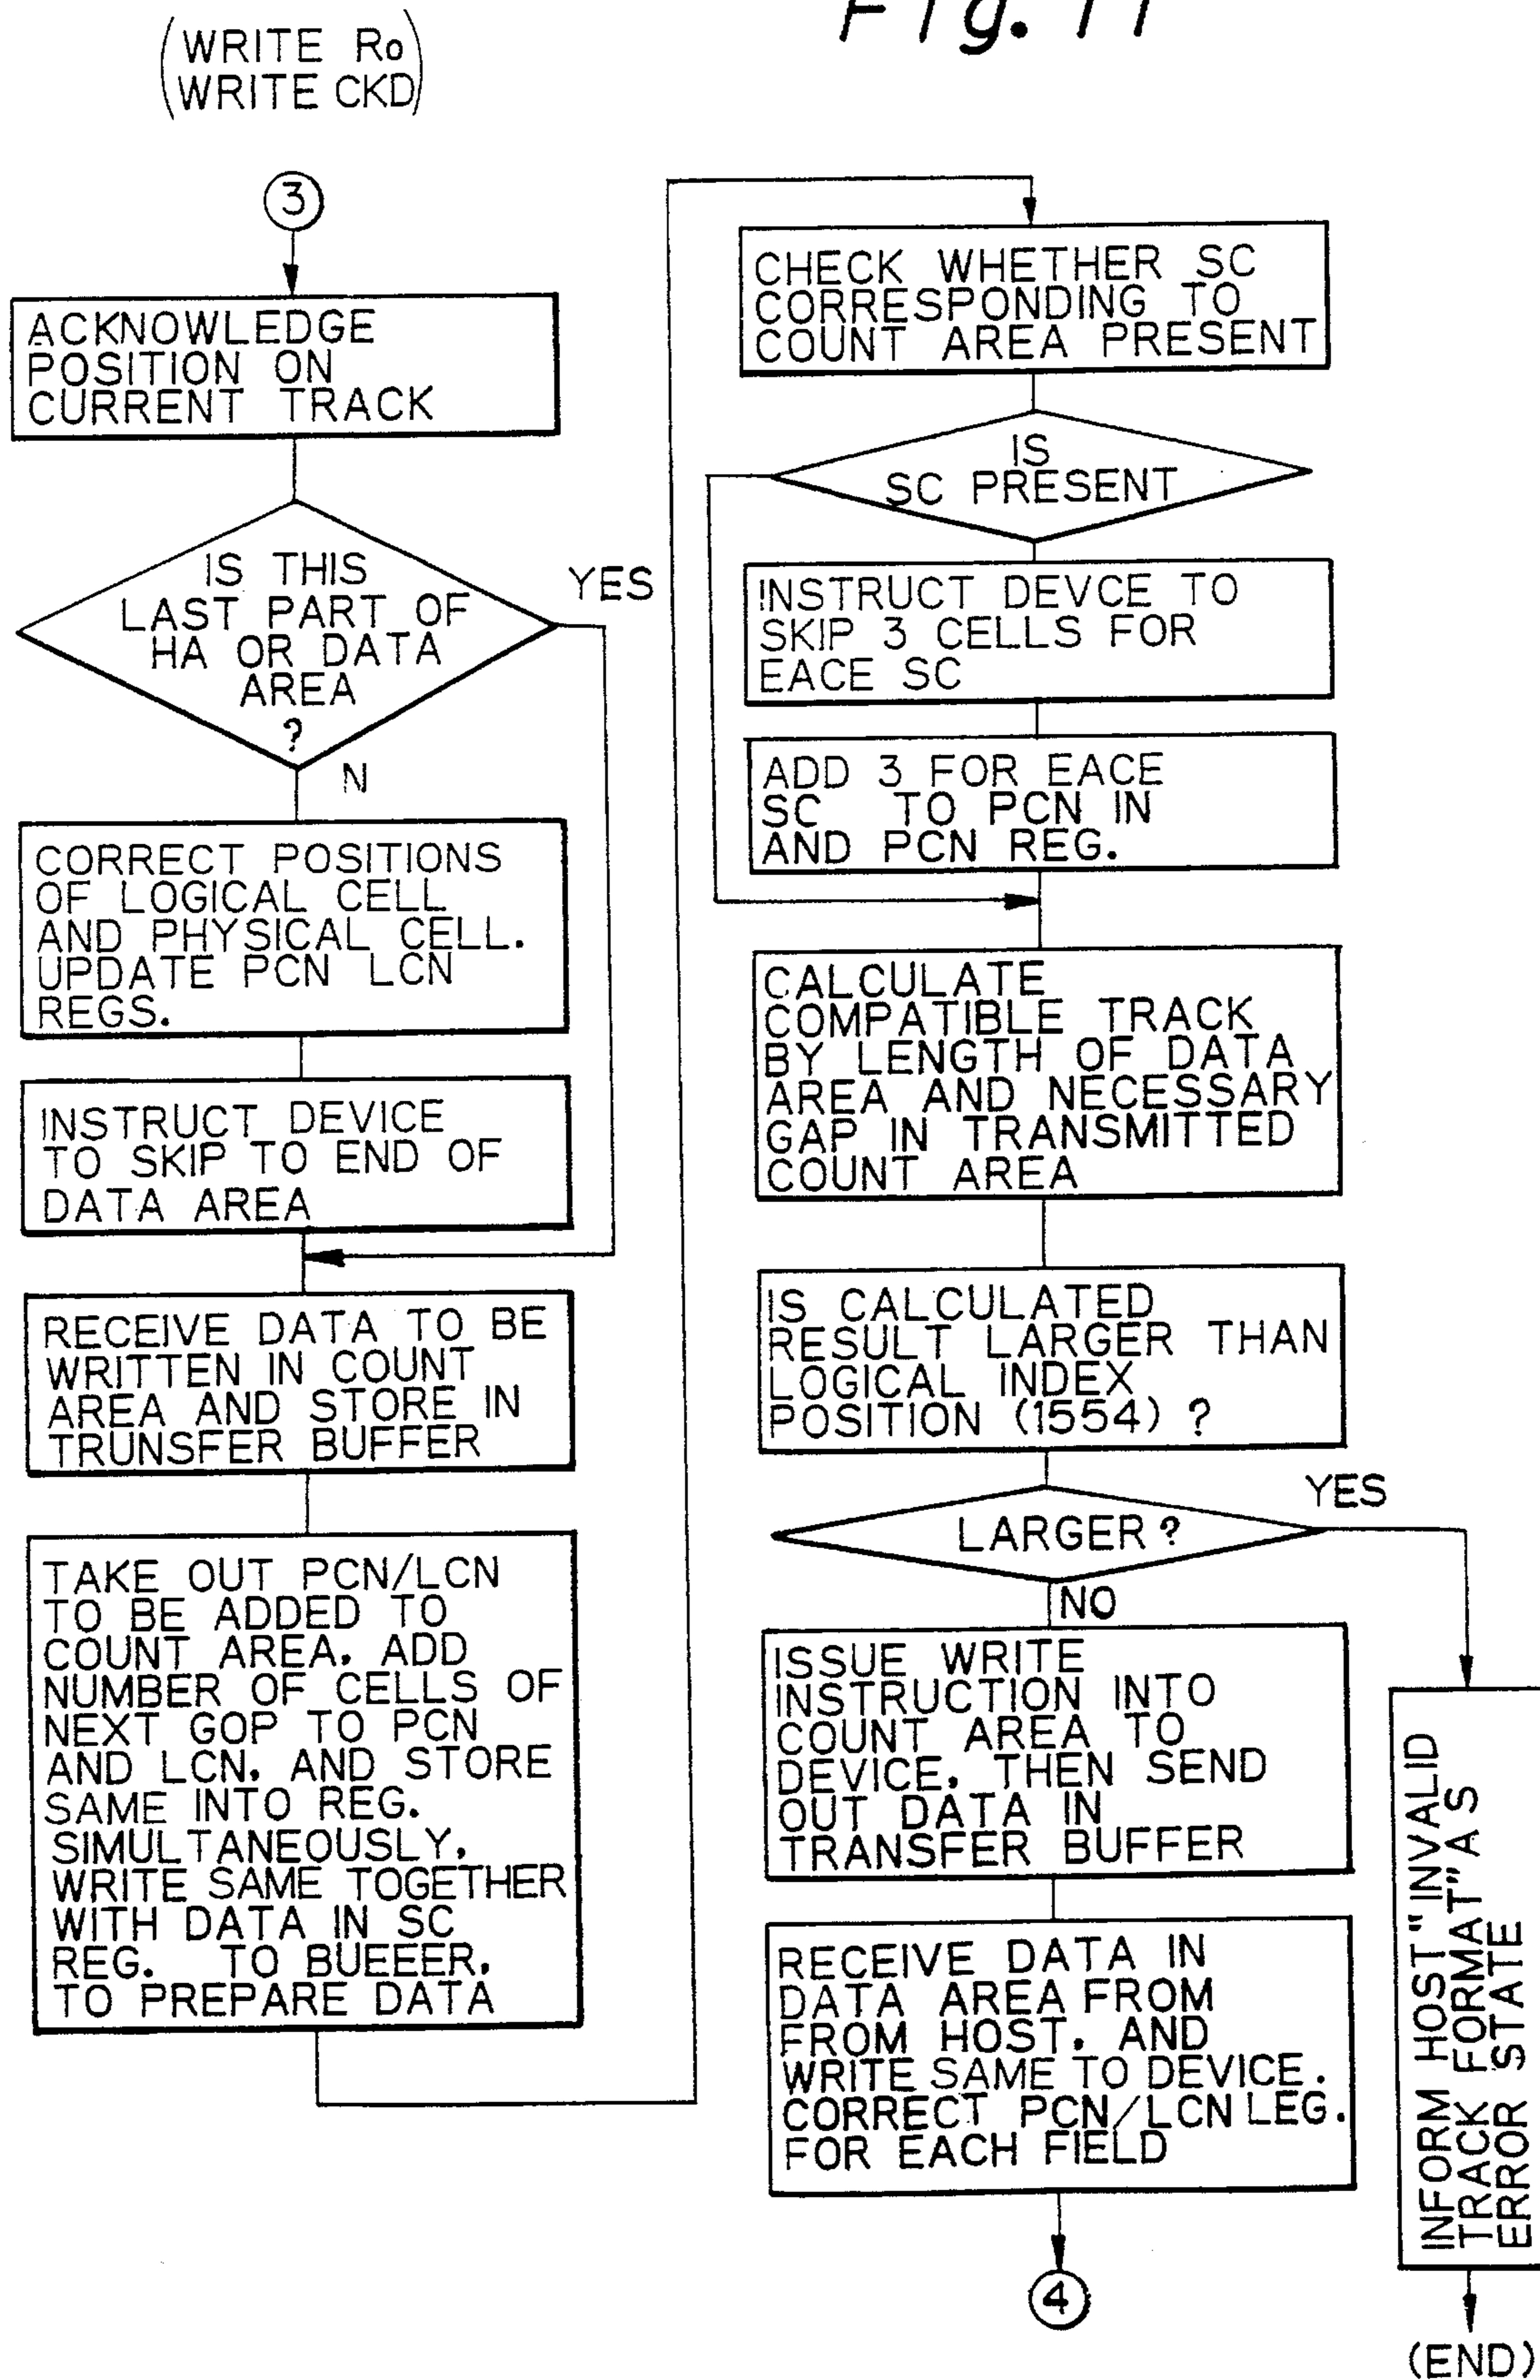 Fig. 11
(WRITE Ro
WRITE CKD)
3
ACKNOWLEDGE
POSITION ON
CURRENT TRACK
IS THIS
LAST PART OF
HA OR DATA
AREA
?
YES
N
CORRECT POSITIONS
OF LOGICAL CELL
AND PHYSICAL CELL.
UPDATE PCN LCN
REGS.
INSTRUCT DEVICE
TO SKIP TO END OF
DATA AREA
RECEIVE DATA TO BE
WRITTEN IN COUNT
AREA AND STORE IN
TRUNSFER BUFFER
TAKE OUT PCN/LCN
TO BE ADDED TO
COUNT AREA. ADD
NUMBER OF CELLS OF
NEXT GOP TO PCN
AND LCN, AND STORE
SAME INTO REG.
SIMULTANEOUSLY,
WRITE SAME TOGETHER
WITH DATA IN SC
REG. TO BUEEER.
TO PREPARE DATA
CHECK WHETHER SC
CORRESPONDING TO
COUNT AREA PRESENT
IS
SC PRESENT
INSTRUCT DEVCE TO
SKIP 3 CELLS FOR
EACE SC
ADD 3 FOR EACE
SC TO PCN IN
AND PCN REG.
CALCULATE
COMPATIBLE TRACK
BY LENGTH OF DATA
AREA AND NECESSARY
GAP IN TRANSMITTED
COUNT AREA
IS CALCULATED
RESULT LARGER THAN
LOGICAL INDEX
POSITION (1554) ?
LARGER ?
YES
NO
ISSUE WRITE
INSTRUCTION INTO
COUNT AREA TO
DEVICE, THEN SEND
OUT DATA IN
TRANSFER BUFFER
RECEIVE DATA IN
DATA AREA FROM
FROM HOST. AND
WRITE SAME TO DEVICE.
CORRECT PCN/LCN LEG.
FOR EACH FIELD
4
INFORM HOST "INVALID
TRACK FORMAT" AS
ERROR STATE
(END)